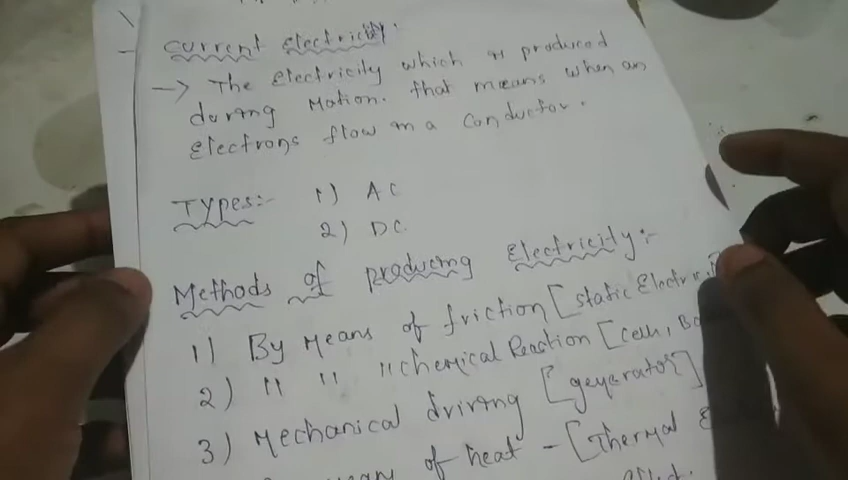 current electricity.
→ The electricity which is produced
during Motion. that means when an
electrons flow in a conductor.
Types:- 1) AC
2) DC
Methods of producing Electricity:-
1) By Means of friction [static Electri
2) " " " chemical Reaction [cells, Ba
3) Mechanical driving [generator]
of heat - [Thermal E